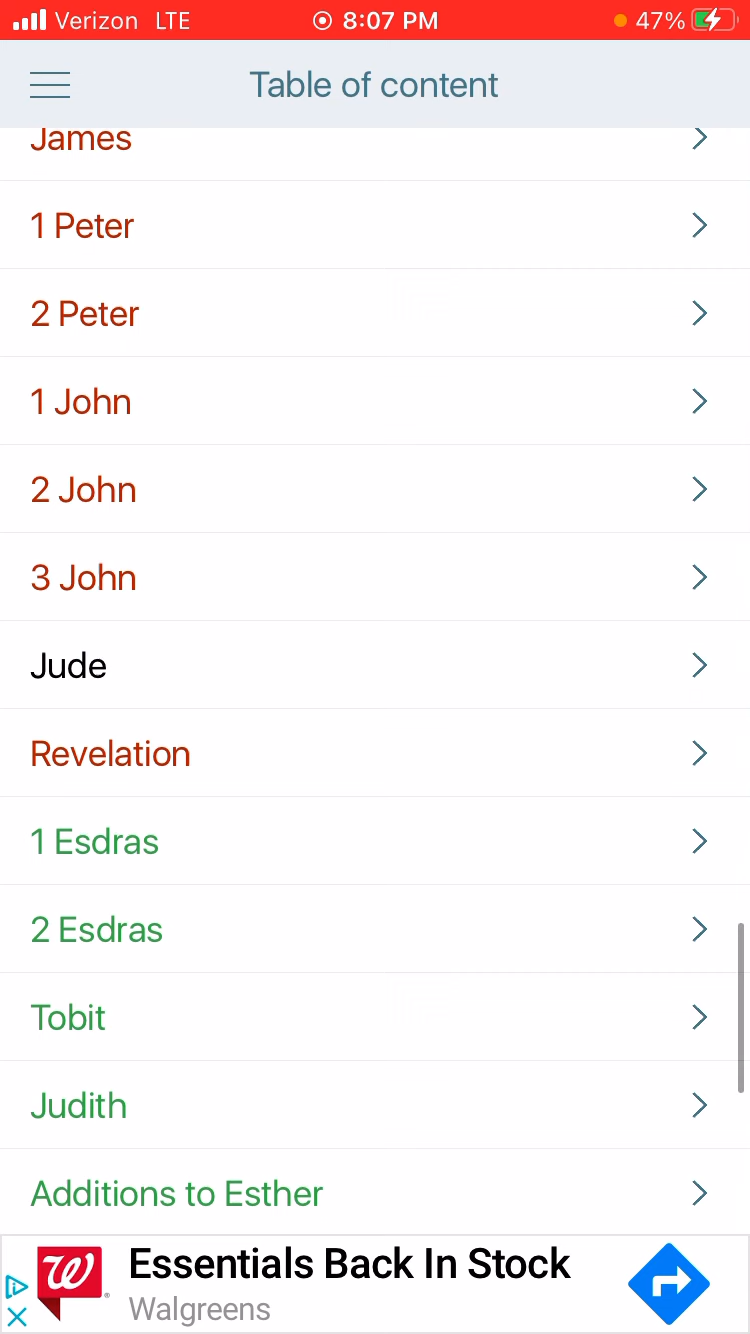 Verizon LTE 8:07 PM 47%
Table of content
James
1 Peter
2 Peter
1 John
2 John
3 John
Jude
Revelation
1 Esdras
2 Esdras
Tobit
Judith
Additions to Esther
Essentials Back In Stock
Walgreens